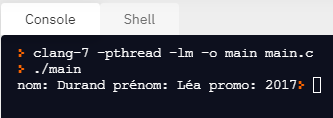 Console Shell
> clang-7 -pthread -lm -o main main.c
> ./main
nom: Durand prénom: Léa promo: 2017>